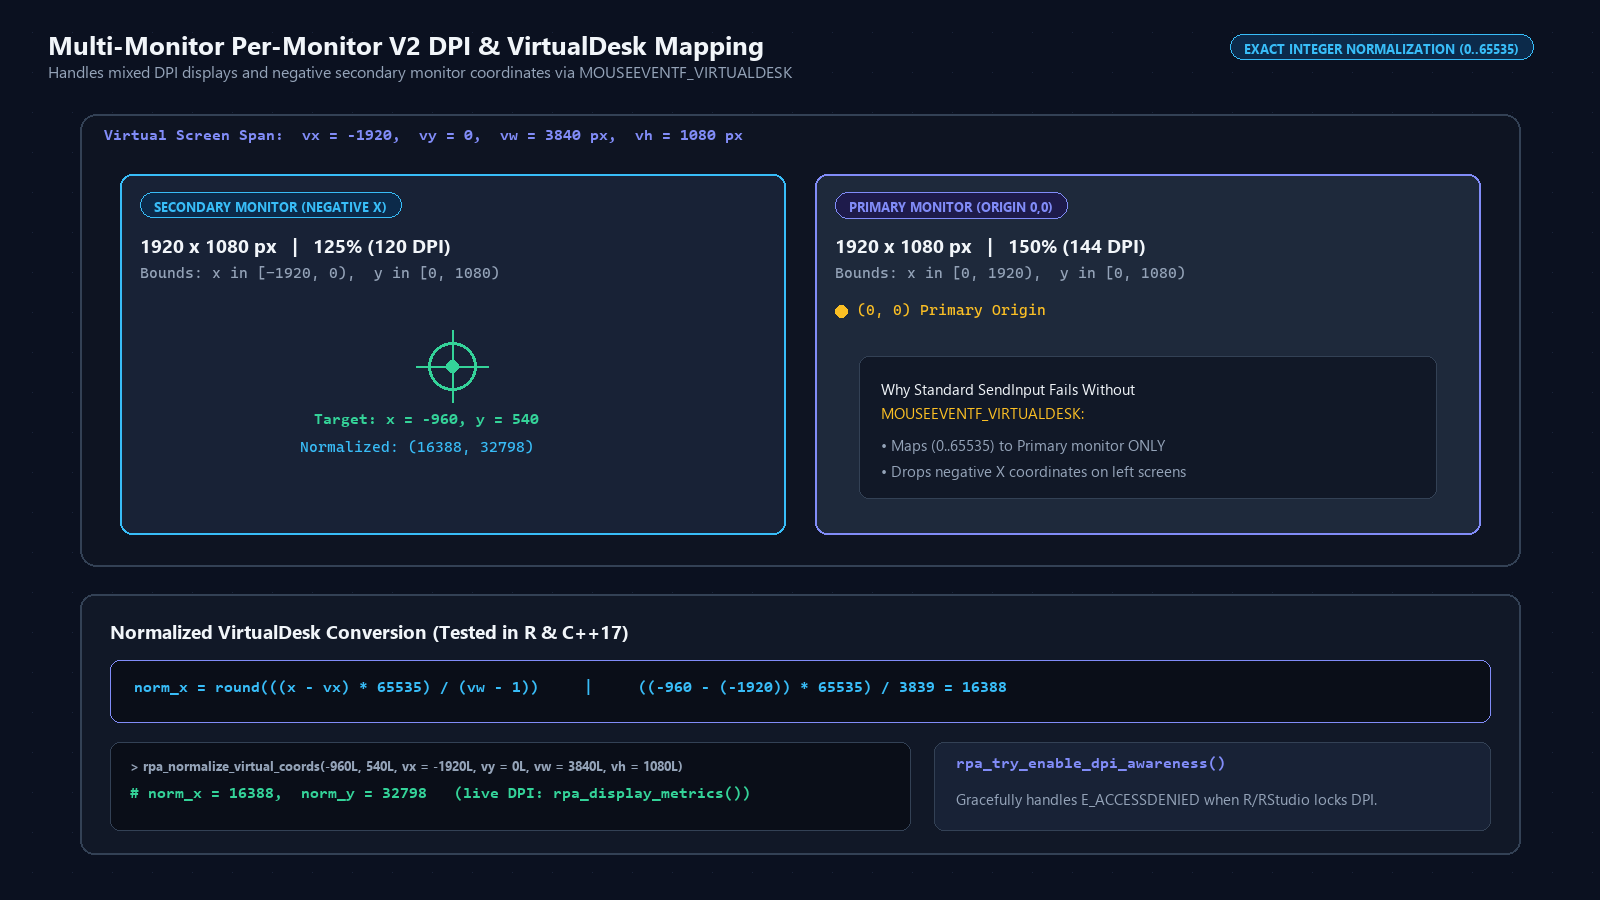 Multi-Monitor Per-Monitor V2 DPI & VirtualDesk Mapping
EXACT INTEGER NORMALIZATION (0..65535)
Handles mixed DPI displays and negative secondary monitor coordinates via MOUSEEVENTF_VIRTUALDESK
Virtual Screen Span:  vx = -1920,  vy = 0,  vw = 3840 px,  vh = 1080 px
SECONDARY MONITOR (NEGATIVE X)
1920 x 1080 px  |  125% (120 DPI)
Bounds: x in [-1920, 0),  y in [0, 1080)
Target: x = -960, y = 540
Normalized: (16388, 32798)
PRIMARY MONITOR (ORIGIN 0,0)
1920 x 1080 px  |  150% (144 DPI)
Bounds: x in [0, 1920),  y in [0, 1080)
(0, 0) Primary Origin
Why Standard SendInput Fails Without
MOUSEEVENTF_VIRTUALDESK:
• Maps (0..65535) to Primary monitor ONLY
• Drops negative X coordinates on left screens
Normalized VirtualDesk Conversion (Tested in R & C++17)
norm_x = round(((x - vx) * 65535) / (vw - 1))     |     ((-960 - (-1920)) * 65535) / 3839 = 16388
> rpa_normalize_virtual_coords(-960L, 540L, vx = -1920L, vy = 0L, vw = 3840L, vh = 1080L)
# norm_x = 16388,  norm_y = 32798   (live DPI: rpa_display_metrics())
rpa_try_enable_dpi_awareness()
Gracefully handles E_ACCESSDENIED when R/RStudio locks DPI.